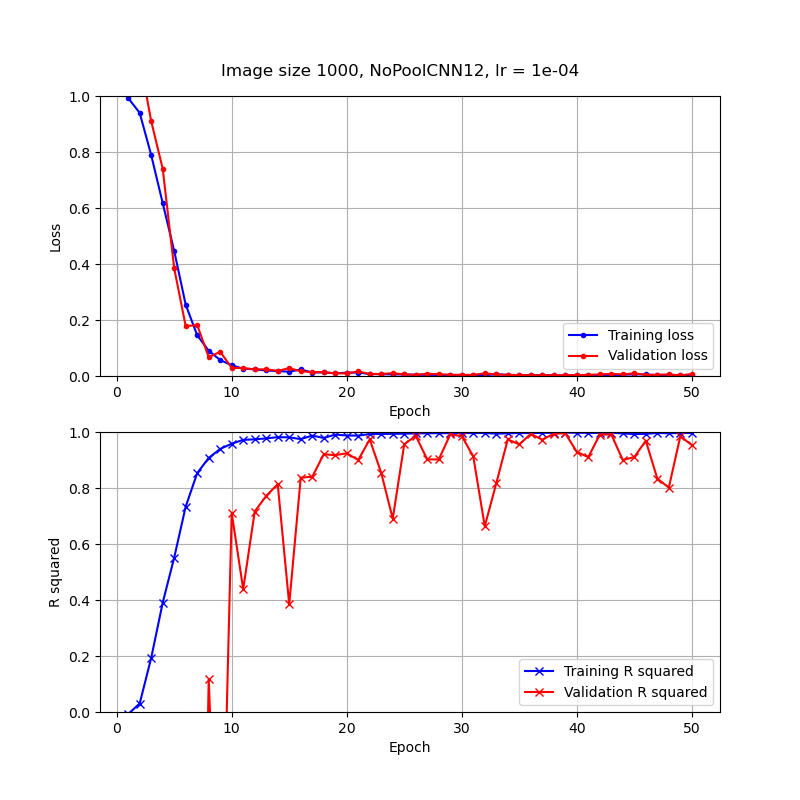 Image size 1000, NoPoolCNN12, lr = 1e-04
1.0
0.8
0.6
0.4
0.2
0.0
Loss
Training loss
Validation loss
0 10 20 30 40 50
Epoch
1.0
0.8
0.6
0.4
0.2
0.0
R squared
Training R squared
Validation R squared
0 10 20 30 40 50
Epoch